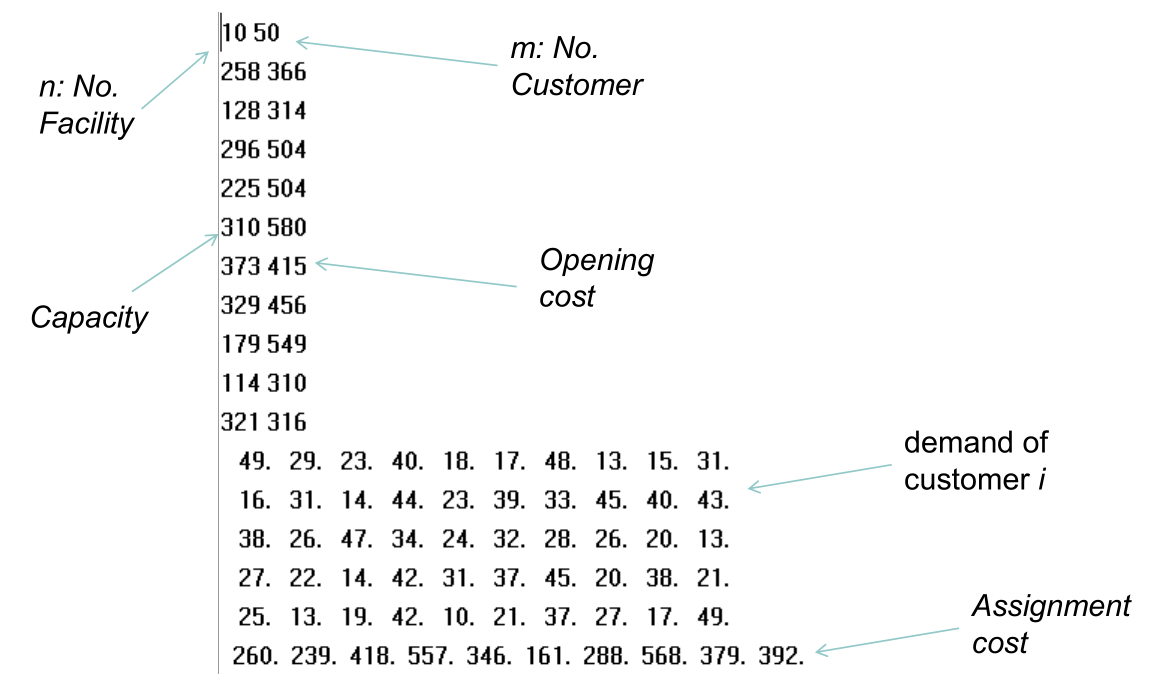 10 50
m: No.
Customer
n: No.
Facility
258 366
128 314
296 504
225 504
310 580
373 415
Opening
cost
Capacity
329 456
179 549
114 310
321 316
49. 29. 23. 40. 18. 17. 48. 13. 15. 31.
demand of
customer i
16. 31. 14. 44. 23. 39. 33. 45. 40. 43.
38. 26. 47. 34. 24. 32. 28. 26. 20. 13.
27. 22. 14. 42. 31. 37. 45. 20. 38. 21.
25. 13. 19. 42. 10. 21. 37. 27. 17. 49.
Assignment
cost
260. 239. 418. 557. 346. 161. 288. 568. 379. 392.